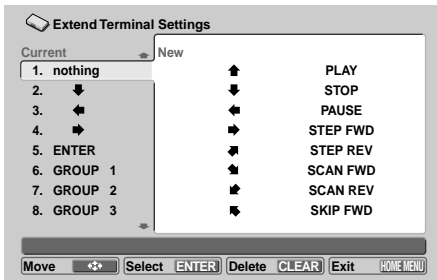 Extend Terminal Settings
Current New
1. nothing ⬆ PLAY
2. ⬇ ⬇ STOP
3. ⬅ ⬅ PAUSE
4. ➡ ➡ STEP FWD
5. ENTER ⬈ STEP REV
6. GROUP 1 ⬉ SCAN FWD
7. GROUP 2 ⬋ SCAN REV
8. GROUP 3 ⬉ SKIP FWD
Move Select ENTER Delete CLEAR Exit HOME MENU